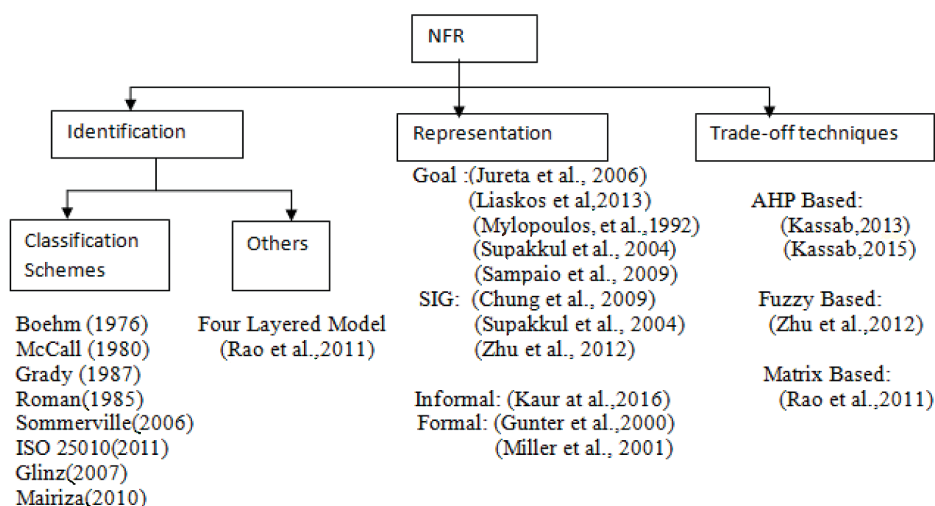 NFR
Identification
Representation
Trade-off techniques
Classification
Schemes
Others
Boehm (1976)
McCall (1980)
Grady (1987)
Roman(1985)
Sommerville(2006)
ISO 25010(2011)
Glinz(2007)
Mairiza(2010)
Four Layered Model
(Rao et al.,2011)
Goal :(Jureta et al., 2006)
(Liaskos et al,2013)
(Mylopoulos, et al.,1992)
(Supakkul et al., 2004)
(Sampaio et al., 2009)
SIG: (Chung et al., 2009)
(Supakkul et al., 2004)
(Zhu et al., 2012)
Informal: (Kaur at al.,2016)
Formal: (Gunter et al.,2000)
(Miller et al., 2001)
AHP Based:
(Kassab,2013)
(Kassab,2015)
Fuzzy Based:
(Zhu et al.,2012)
Matrix Based:
(Rao et al.,2011)